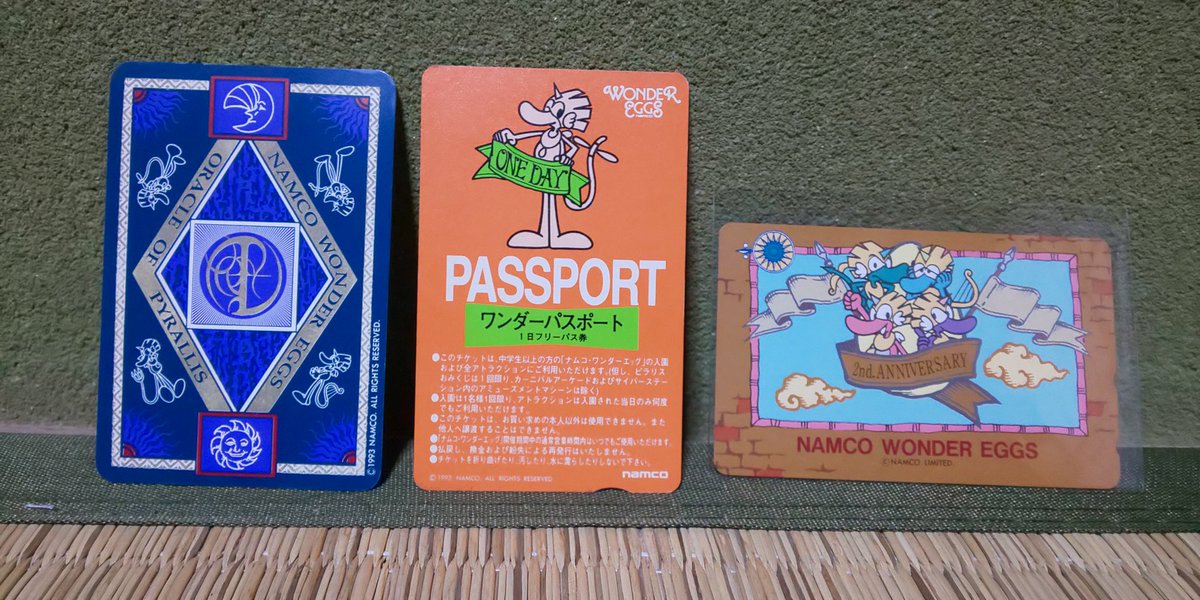 NAMCO WONDER EGGS
ORACLE OF PYRALLIS
© 1993 NAMCO. ALL RIGHTS RESERVED.
WONDER
EGGS
NAMCO
ONE DAY
PASSPORT
ワンダーパスポート
1日フリーパス券
●このチケットは、中学生以上の方の「ナムコ・ワンダーエッグ」の入園
および全アトラクションにご利用いただけます。(但し、ピラリス
おみくじは1回限り、カーニバルアーケードおよびサイバーステー
ション内のアミューズメントマシーンは除く)
●入園は1名様1回限り、アトラクションは入園された当日のみ何度
でもご利用いただけます。
●このチケットは、お買い求めの本人以外は使用できません。また
他人へ譲渡することはできません。
●「ナムコ・ワンダーエッグ」開催期間中の通常営業時間内はいつでもご使用いただけます。
●払戻し、換金および紛失による再発行はいたしません。
●チケットを折り曲げたり、汚したり、水に濡らしたりしないで下さい。
© 1993 NAMCO. ALL RIGHTS RESERVED
namco
2nd. ANNIVERSARY
NAMCO WONDER EGGS
© NAMCO LIMITED.